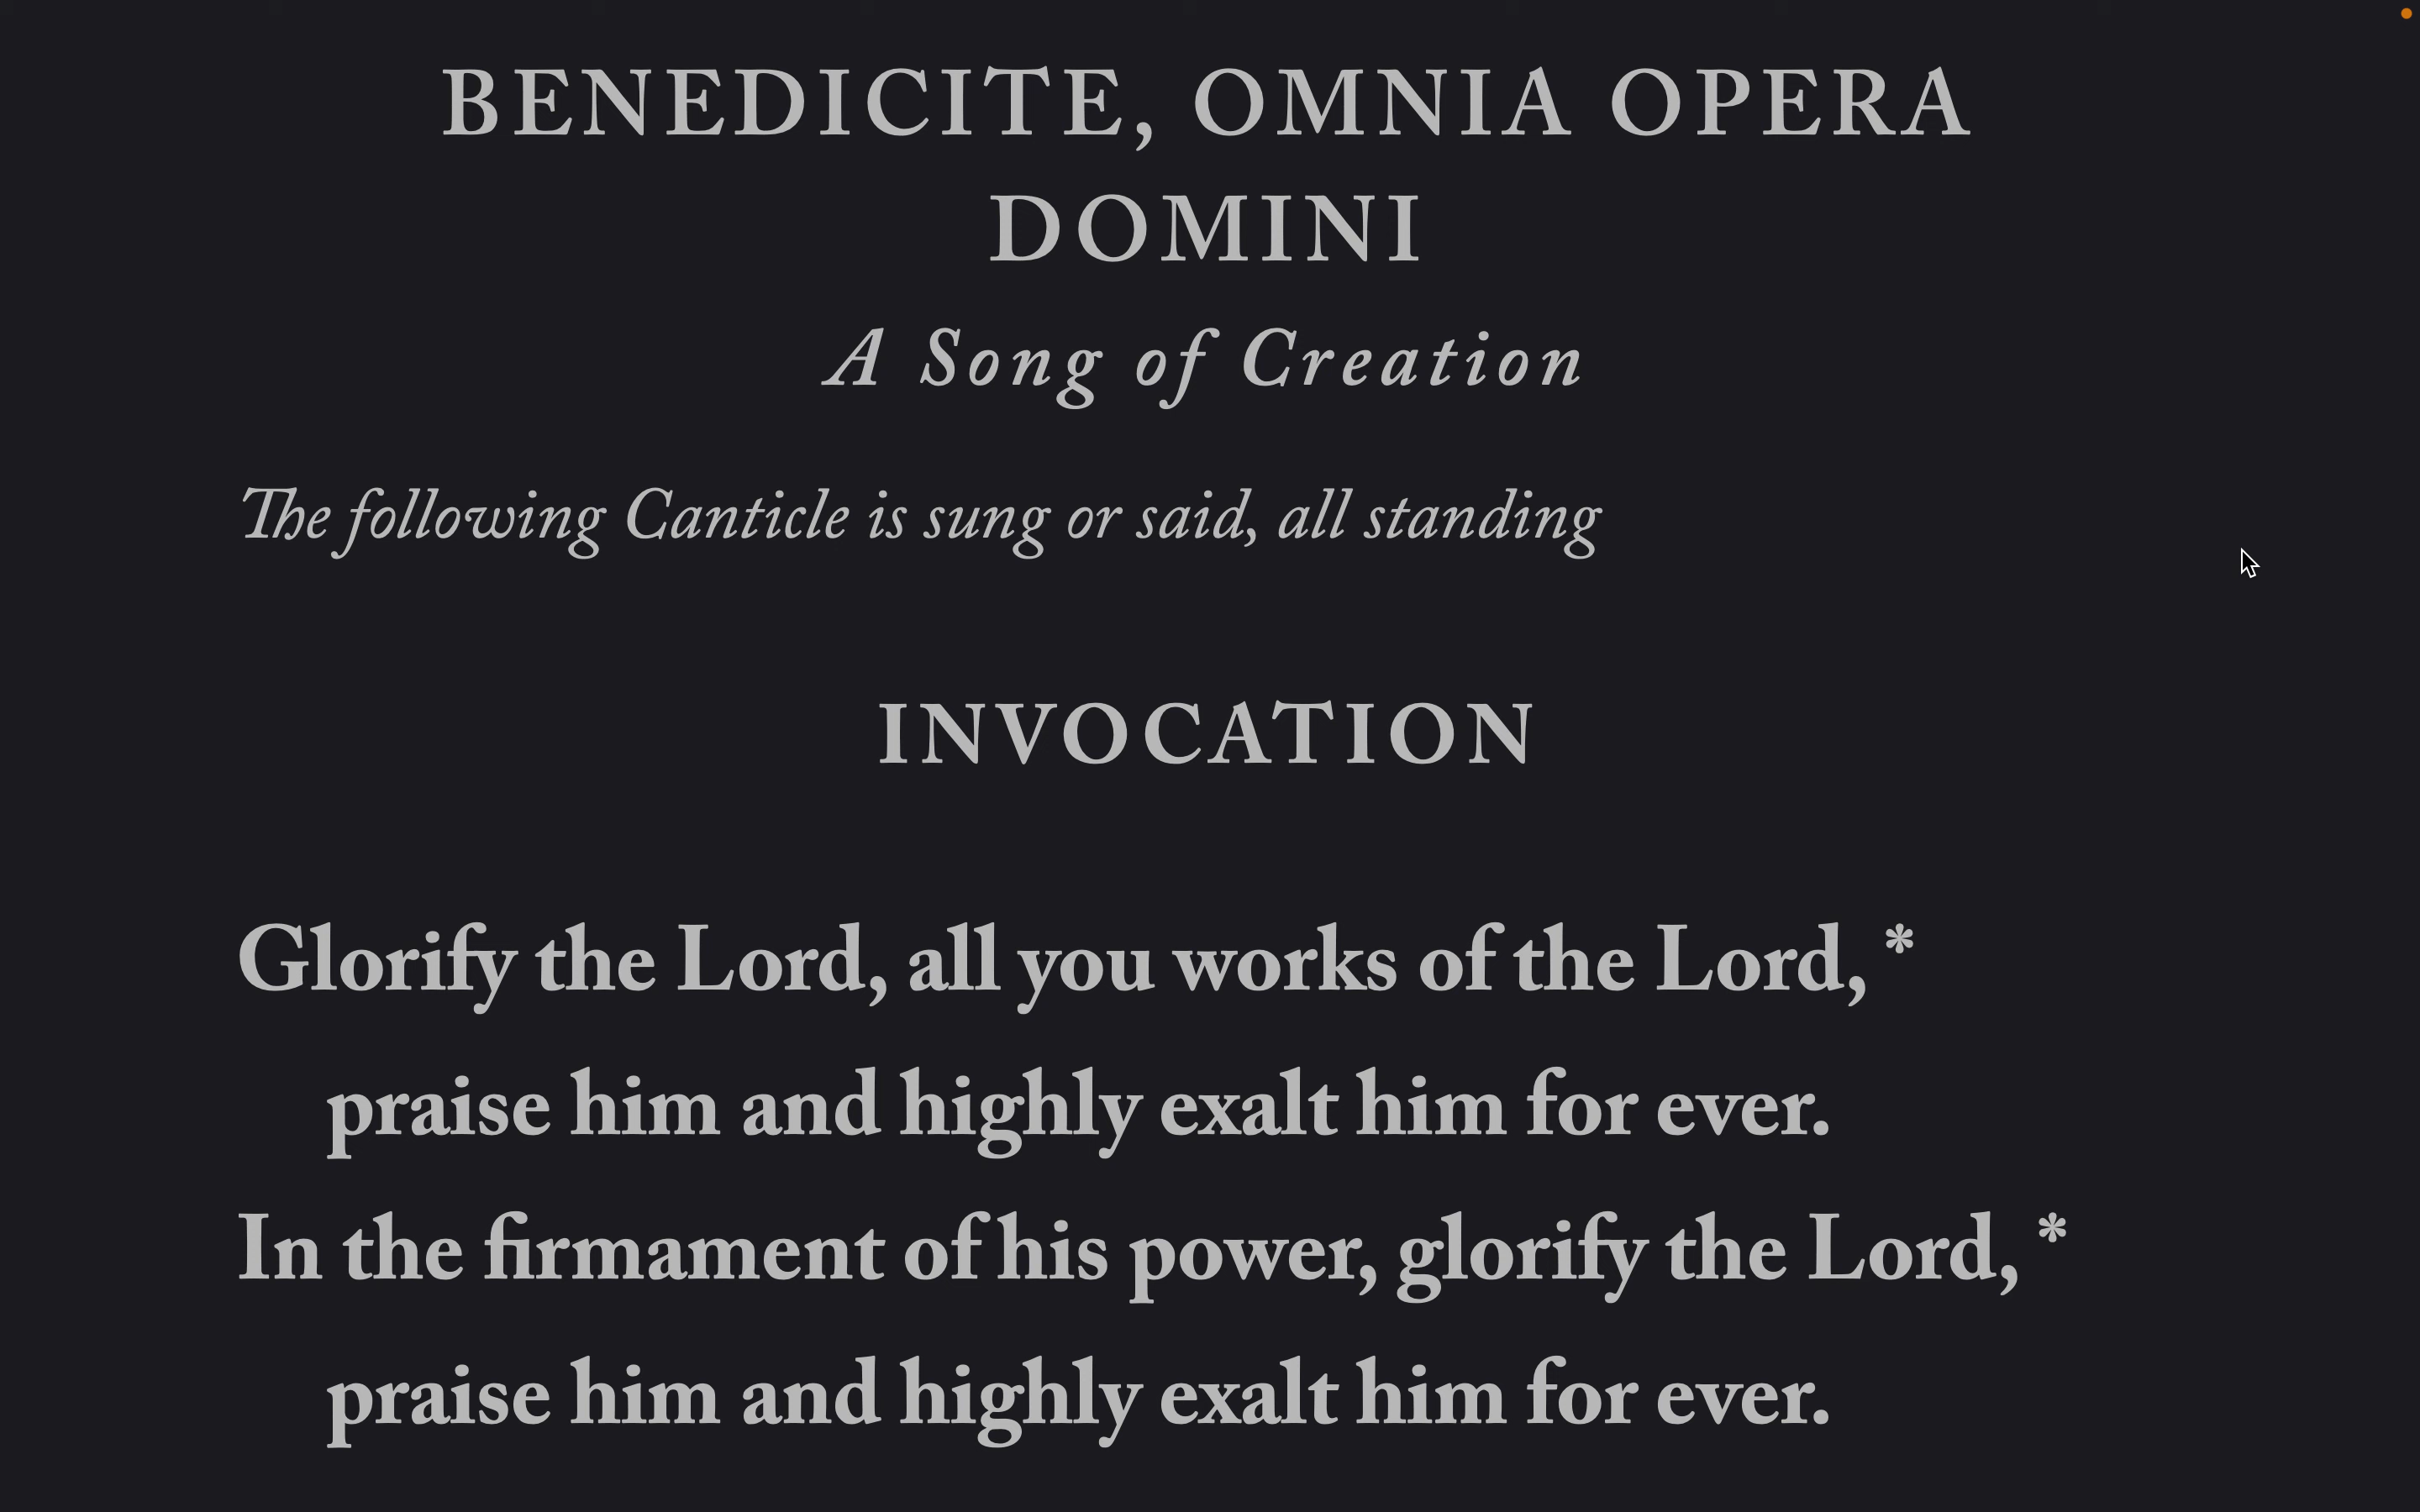 BENEDICITE, OMNIA OPERA
DOMINI
A Song of Creation
The following Canticle is sung or said, all standing
INVOCATION
Glorify the Lord, all you works of the Lord, *
praise him and highly exalt him for ever.
In the firmament of his power, glorify the Lord, *
praise him and highly exalt him for ever.